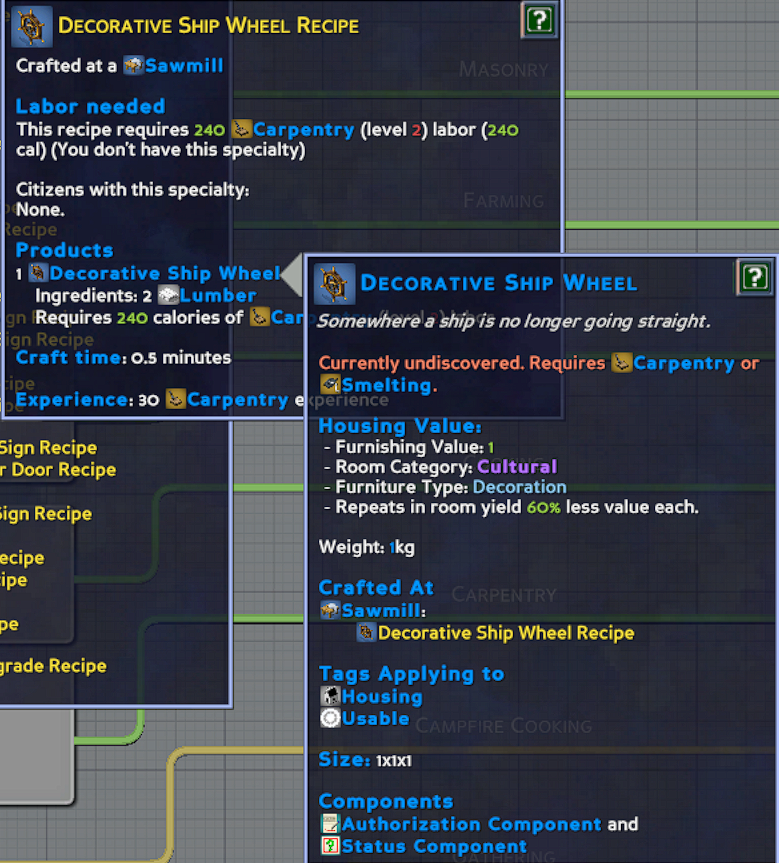 DECORATIVE SHIP WHEEL RECIPE
?
Crafted at a Sawmill
MASONRY
Labor needed
This recipe requires 240 Carpentry (level 2) labor (240
cal) (You don't have this specialty)
Citizens with this specialty:
None.
FARMING
Recipe
Products
1 Decorative Ship Wheel
Ingredients: 2 Lumber
Requires 240 calories of Car
Sign Recipe
Craft time: 0.5 minutes
Experience: 30 Carpentry experience
Sign Recipe
r Door Recipe
Sign Recipe
ecipe
ipe
pe
grade Recipe
DECORATIVE SHIP WHEEL
?
Somewhere a ship is no longer going straight.
Currently undiscovered. Requires Carpentry or
Smelting.
Housing Value:
- Furnishing Value: 1
- Room Category: Cultural
- Furniture Type: Decoration
- Repeats in room yield 60% less value each.
Weight: 1kg
Crafted At
CARPENTRY
Sawmill:
Decorative Ship Wheel Recipe
Tags Applying to
Housing
Usable
CAMPFIRE COOKING
Size: 1x1x1
Components
Authorization Component and
Status Component
GATHERING